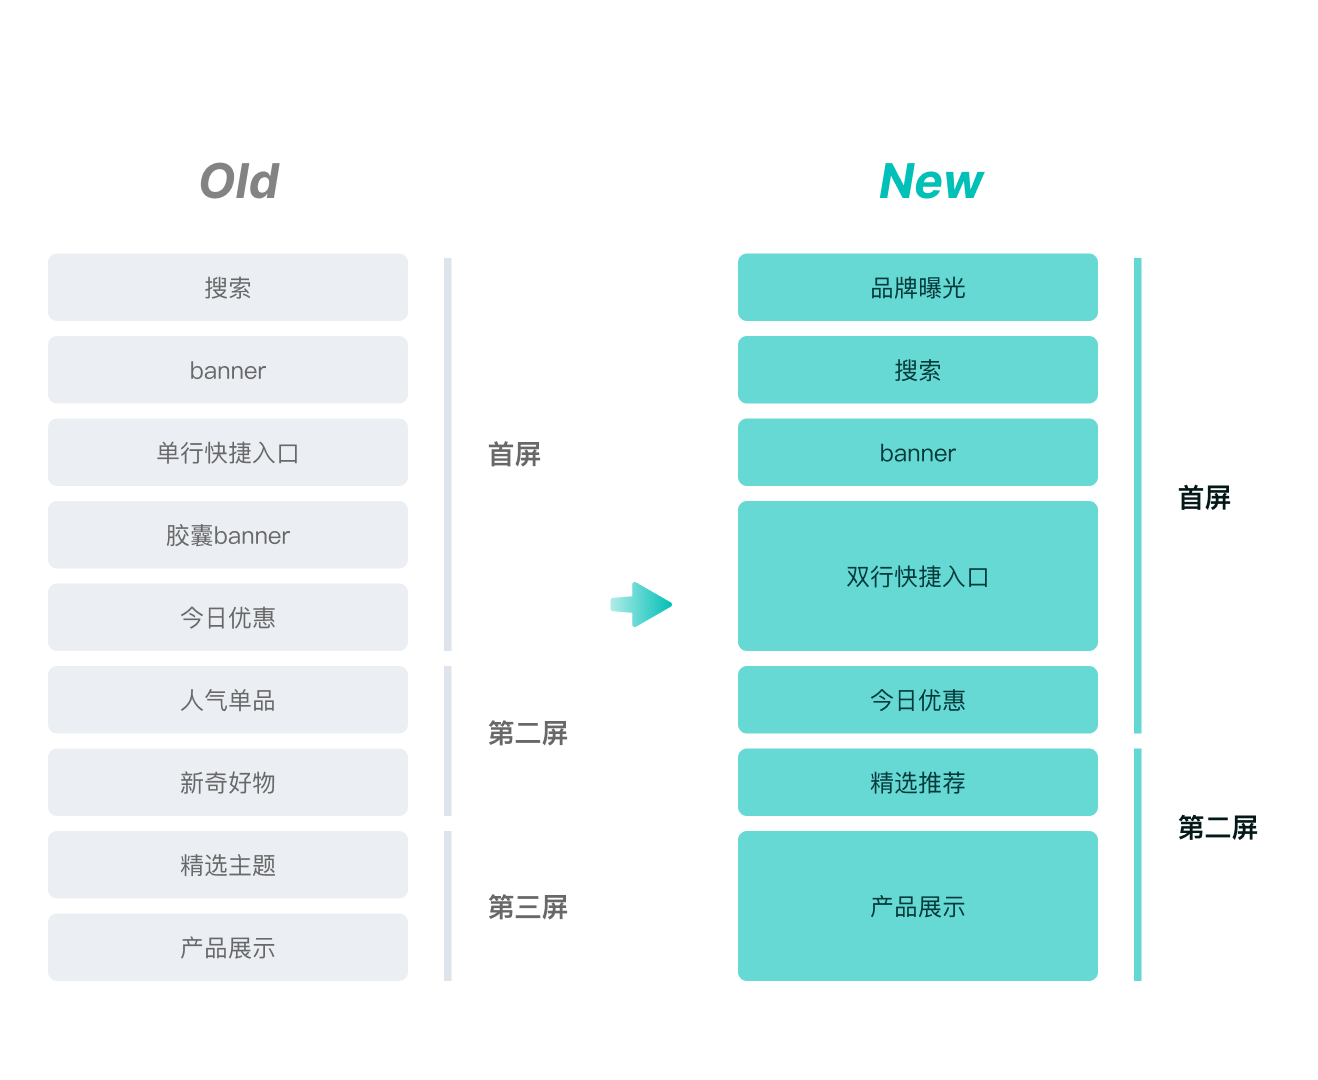 Old
搜索
banner
单行快捷入口
胶囊banner
今日优惠
人气单品
新奇好物
精选主题
产品展示
首屏
第二屏
第三屏
New
品牌曝光
搜索
banner
双行快捷入口
今日优惠
精选推荐
产品展示
首屏
第二屏